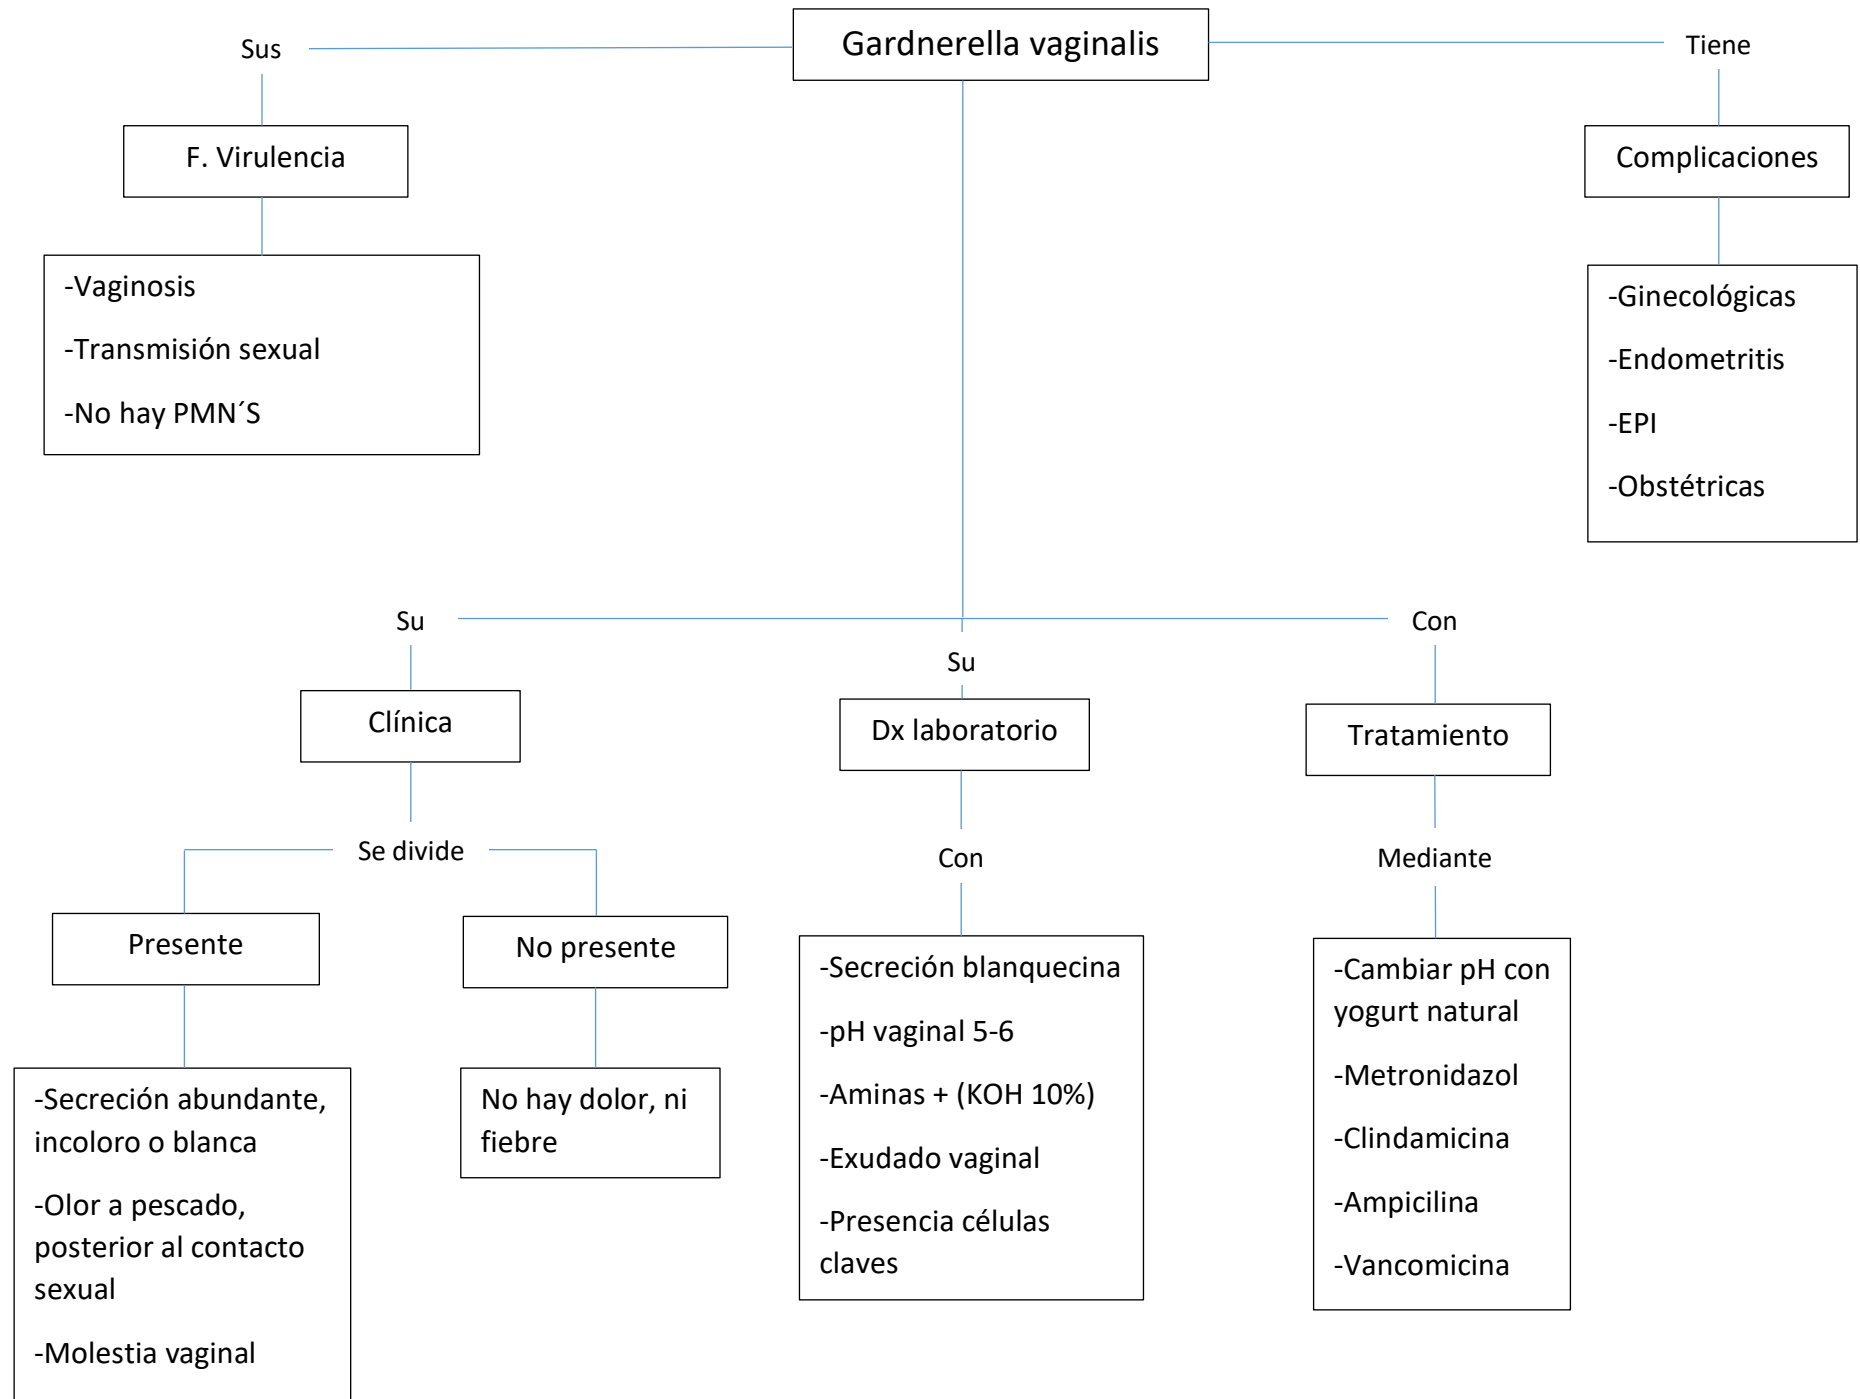 Gardnerella vaginalis
Sus
Tiene
F. Virulencia
Complicaciones
-Vaginosis
-Transmisión sexual
-No hay PMN´S
-Ginecológicas
-Endometritis
-EPI
-Obstétricas
Su
Su
Con
Clínica
Dx laboratorio
Tratamiento
Se divide
Con
Mediante
Presente
No presente
-Secreción abundante,
incoloro o blanca
-Olor a pescado,
posterior al contacto
sexual
-Molestia vaginal
No hay dolor, ni
fiebre
-Secreción blanquecina
-pH vaginal 5-6
-Aminas + (KOH 10%)
-Exudado vaginal
-Presencia células
claves
-Cambiar pH con
yogurt natural
-Metronidazol
-Clindamicina
-Ampicilina
-Vancomicina